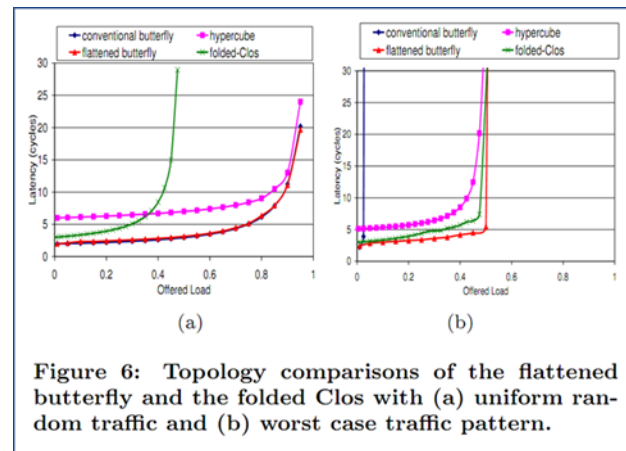 conventional butterfly hypercube
flattened butterfly folded-Clos
30
25
20
15
10
5
0
Latency (cycles)
0 0.2 0.4 0.6 0.8 1
Offered Load
(a)
conventional butterfly hypercube
flattened butterfly folded-Clos
30
25
20
15
10
5
0
Latency (cycles)
0 0.2 0.4 0.6 0.8 1
Offered Load
(b)
Figure 6: Topology comparisons of the flattened
butterfly and the folded Clos with (a) uniform ran-
dom traffic and (b) worst case traffic pattern.